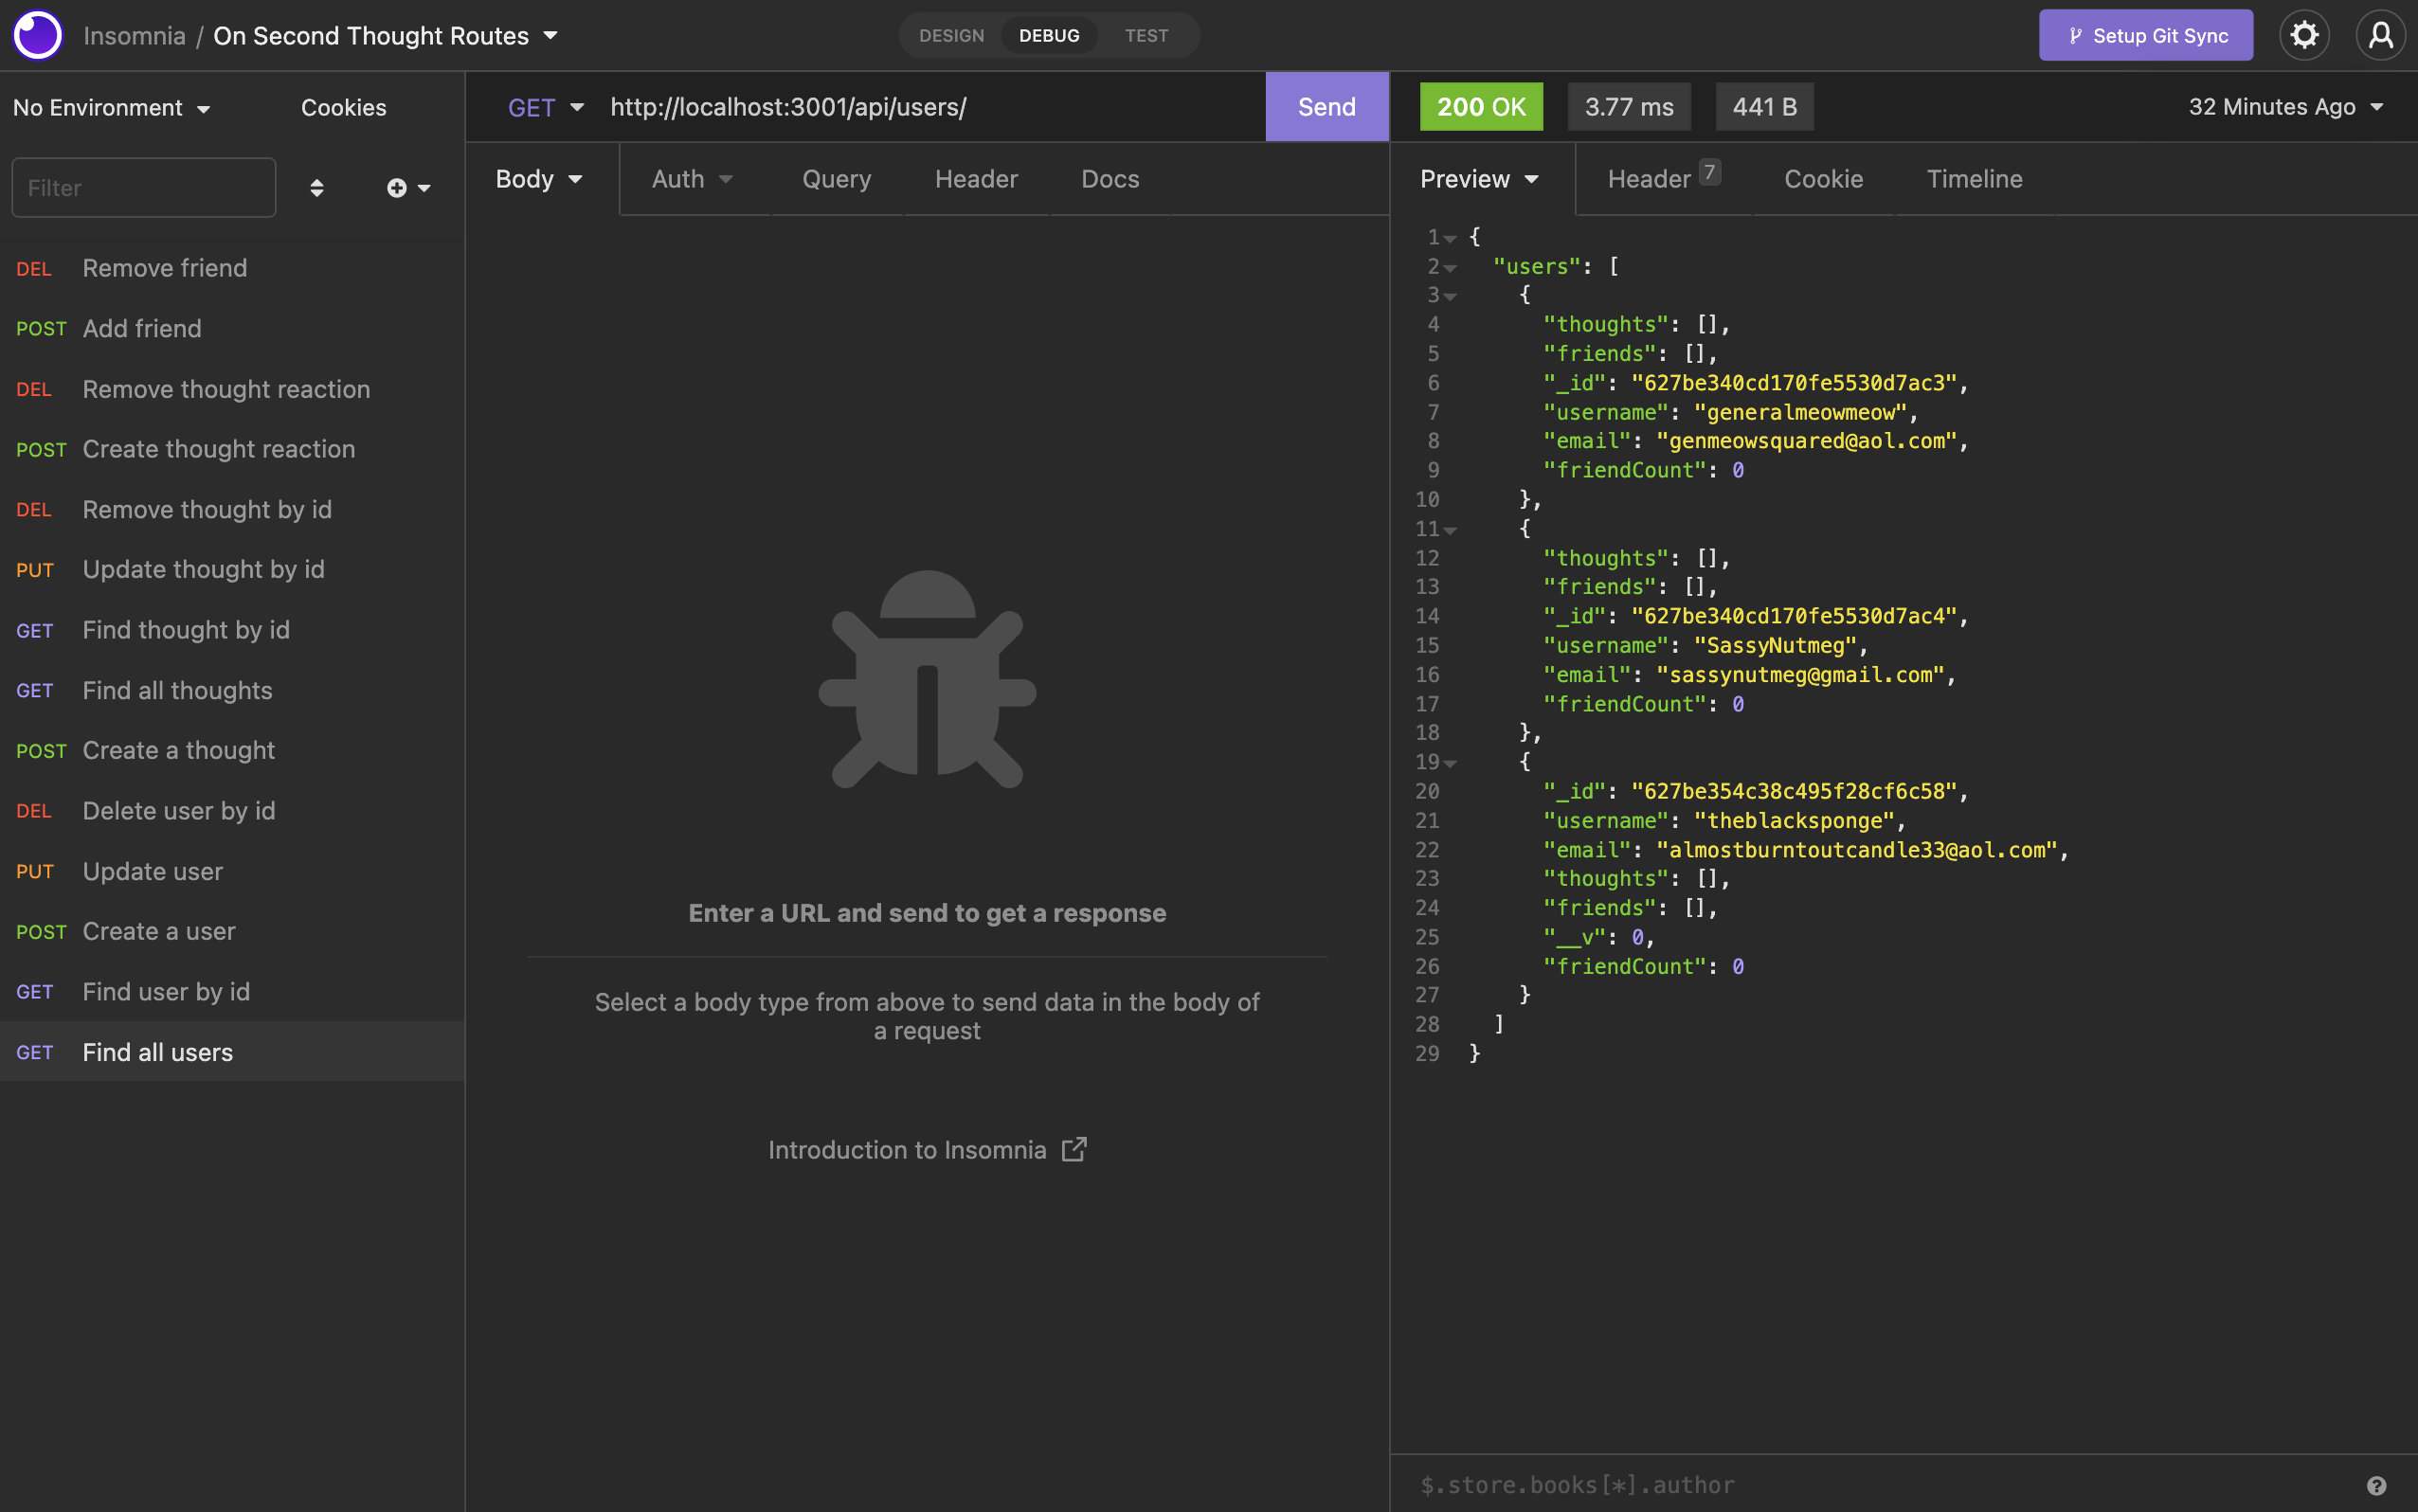 Insomnia / On Second Thought Routes
DESIGN DEBUG TEST
Setup Git Sync
No Environment Cookies
Filter
DEL Remove friend
POST Add friend
DEL Remove thought reaction
POST Create thought reaction
DEL Remove thought by id
PUT Update thought by id
GET Find thought by id
GET Find all thoughts
POST Create a thought
DEL Delete user by id
PUT Update user
POST Create a user
GET Find user by id
GET Find all users
GET http://localhost:3001/api/users/ Send
Body Auth Query Header Docs
Enter a URL and send to get a response
Select a body type from above to send data in the body of
a request
Introduction to Insomnia
200 OK 3.77 ms 441 B 32 Minutes Ago
Preview Header 7 Cookie Timeline
1 {
2 "users": [
3 {
4 "thoughts": [],
5 "friends": [],
6 "_id": "627be340cd170fe5530d7ac3",
7 "username": "generalmeowmeow",
8 "email": "genmeowsquared@aol.com",
9 "friendCount": 0
10 },
11 {
12 "thoughts": [],
13 "friends": [],
14 "_id": "627be340cd170fe5530d7ac4",
15 "username": "SassyNutmeg",
16 "email": "sassynutmeg@gmail.com",
17 "friendCount": 0
18 },
19 {
20 "_id": "627be354c38c495f28cf6c58",
21 "username": "theblacksponge",
22 "email": "almostburntoutcandle33@aol.com",
23 "thoughts": [],
24 "friends": [],
25 "__v": 0,
26 "friendCount": 0
27 }
28 ]
29 }
$.store.books[*].author